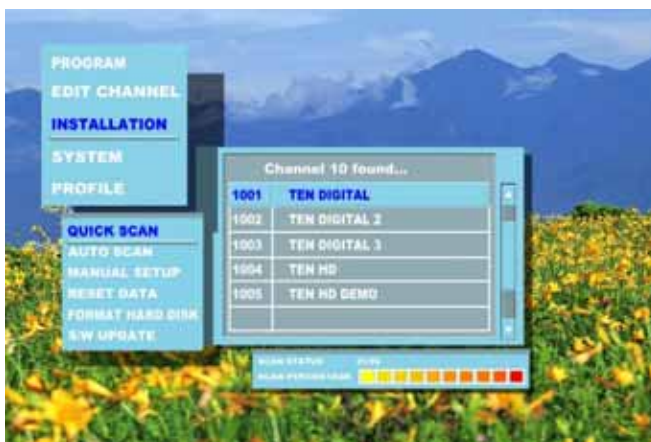 PROGRAM
EDIT CHANNEL
INSTALLATION
SYSTEM
PROFILE
QUICK SCAN
AUTO SCAN
MANUAL SETUP
RESET DATA
FORMAT HARD DISK
S/W UPDATE
Channel 10 found...
1001 TEN DIGITAL
1002 TEN DIGITAL 2
1003 TEN DIGITAL 3
1004 TEN HD
1005 TEN HD DEMO
SCAN STATUS
SCAN PERCENTAGE